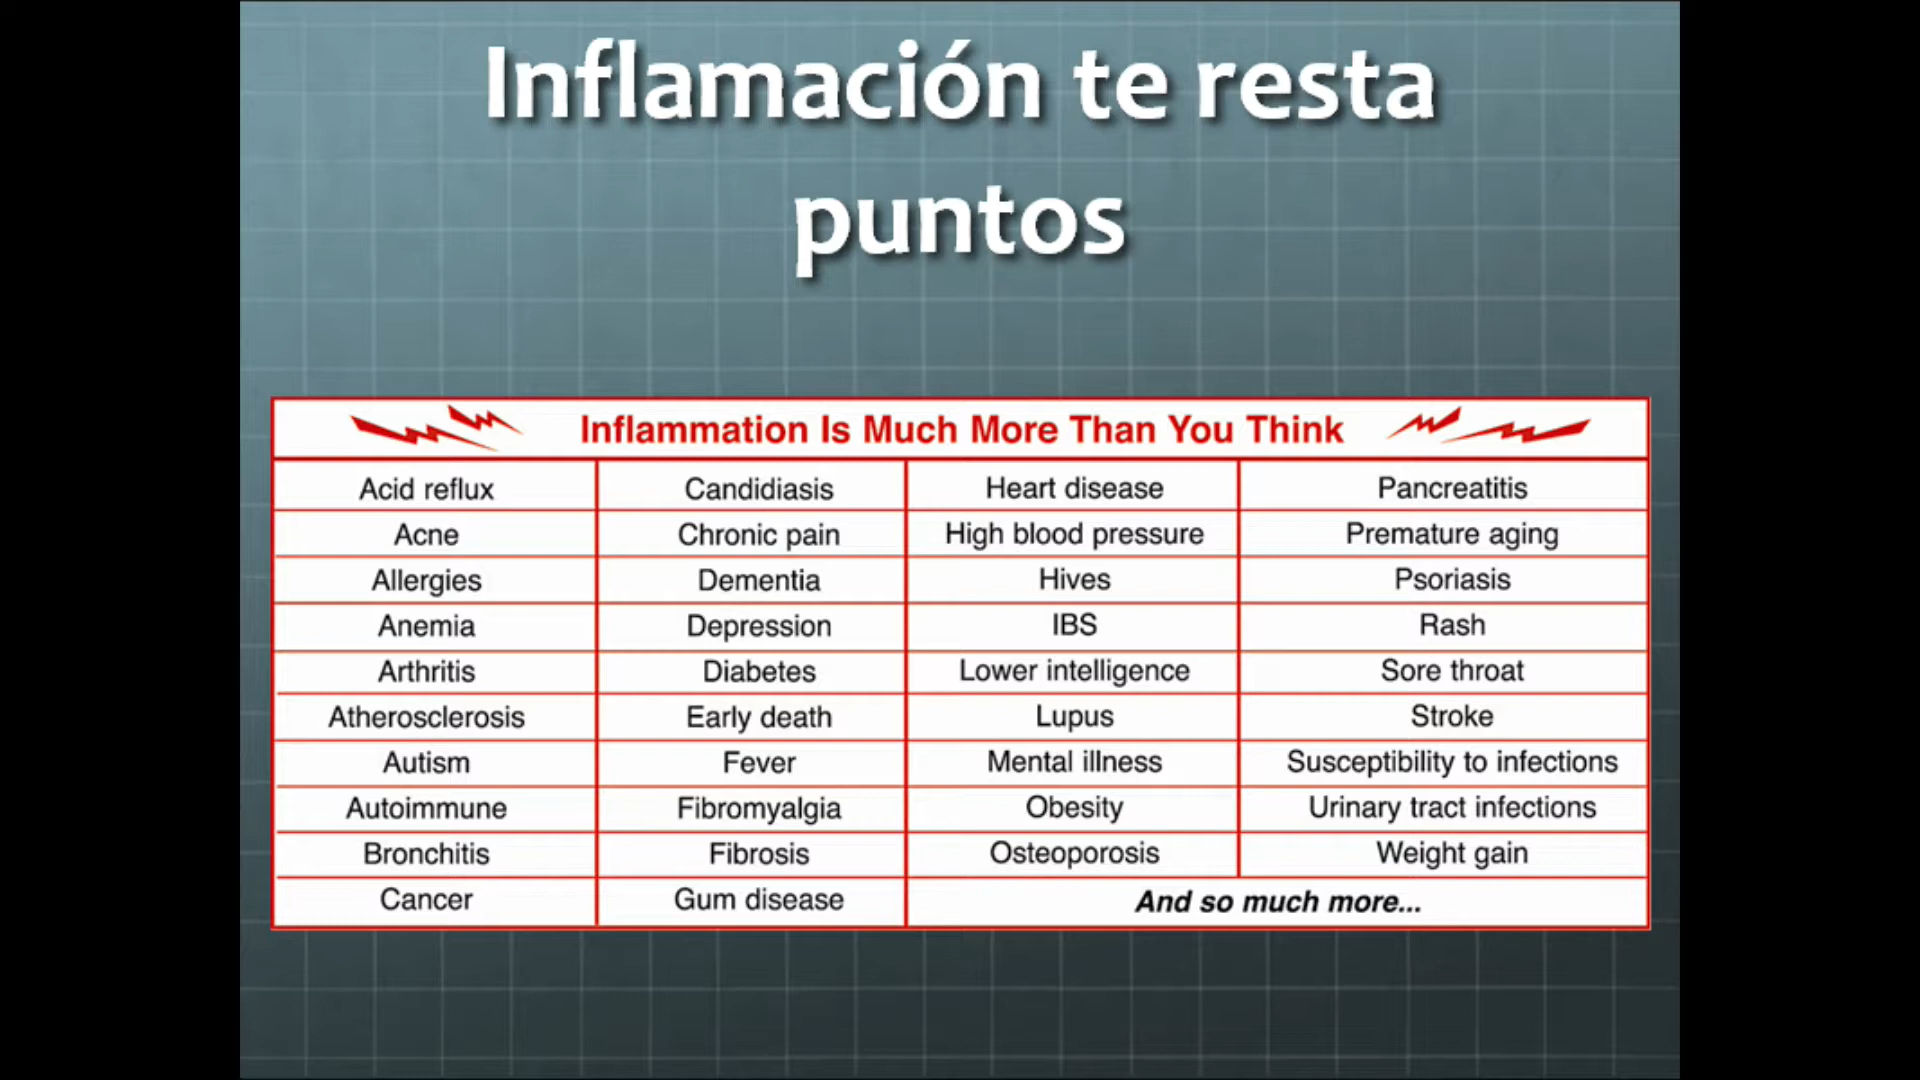 Inflamación te resta
puntos
Inflammation Is Much More Than You Think
Acid reflux Candidiasis Heart disease Pancreatitis
Acne Chronic pain High blood pressure Premature aging
Allergies Dementia Hives Psoriasis
Anemia Depression IBS Rash
Arthritis Diabetes Lower intelligence Sore throat
Atherosclerosis Early death Lupus Stroke
Autism Fever Mental illness Susceptibility to infections
Autoimmune Fibromyalgia Obesity Urinary tract infections
Bronchitis Fibrosis Osteoporosis Weight gain
Cancer Gum disease And so much more...